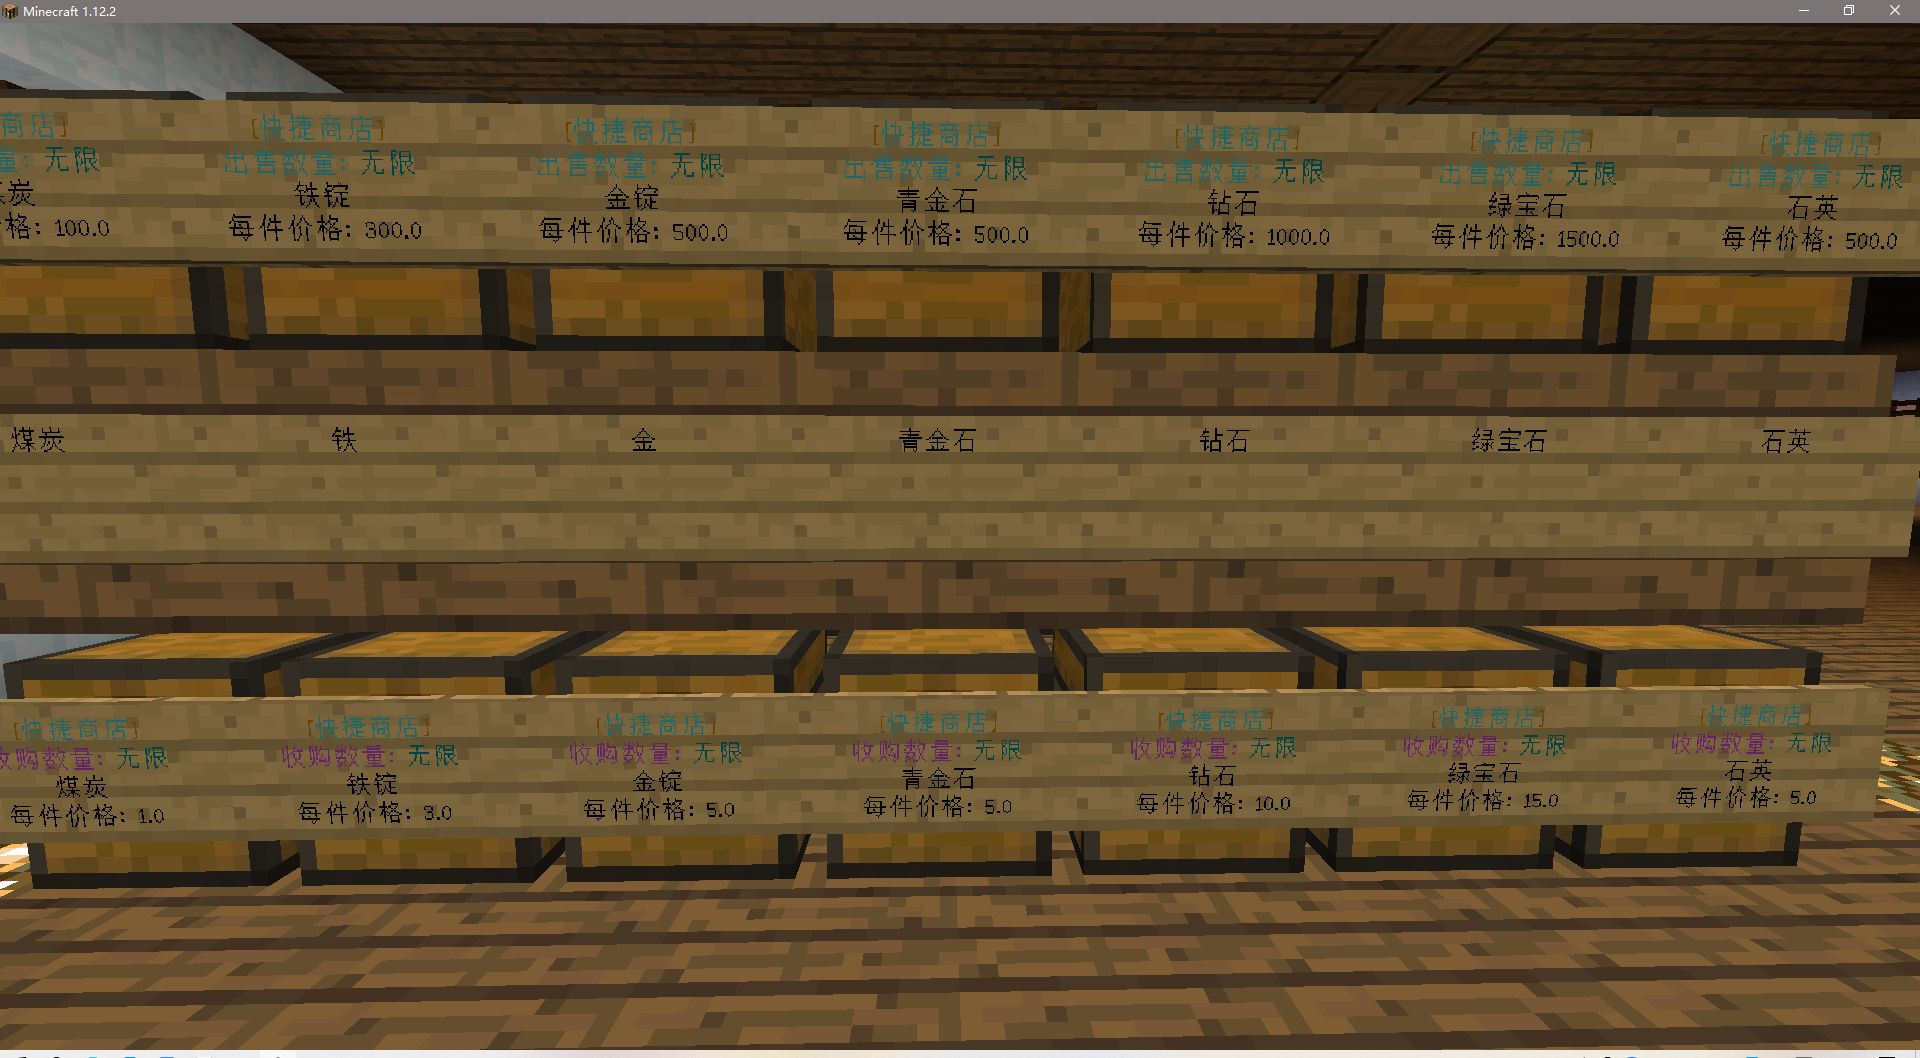 Minecraft 1.12.2
商店]
量: 无限
煤炭
格: 100.0
[快捷商店]
出售数量: 无限
铁锭
每件价格: 300.0
[快捷商店]
出售数量: 无限
金锭
每件价格: 500.0
[快捷商店]
出售数量: 无限
青金石
每件价格: 500.0
[快捷商店]
出售数量: 无限
钻石
每件价格: 1000.0
[快捷商店]
出售数量: 无限
绿宝石
每件价格: 1500.0
[快捷商店]
出售数量: 无限
石英
每件价格: 500.0
煤炭
铁
金
青金石
钻石
绿宝石
石英
[快捷商店]
收购数量: 无限
煤炭
每件价格: 1.0
[快捷商店]
收购数量: 无限
铁锭
每件价格: 3.0
[快捷商店]
收购数量: 无限
金锭
每件价格: 5.0
[快捷商店]
收购数量: 无限
青金石
每件价格: 5.0
[快捷商店]
收购数量: 无限
钻石
每件价格: 10.0
[快捷商店]
收购数量: 无限
绿宝石
每件价格: 15.0
[快捷商店]
收购数量: 无限
石英
每件价格: 5.0